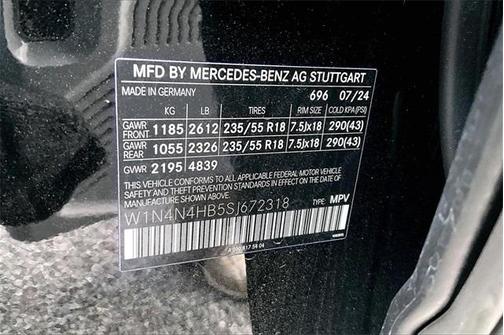 MFD BY MERCEDES-BENZ AG STUTTGART
MADE IN GERMANY 696 07/24
KG LB TIRES RIM SIZE COLD KPA(PSI)
GAWR FRONT 1185 2612 235/55 R18 7.5Jx18 290(43)
GAWR REAR 1055 2326 235/55 R18 7.5Jx18 290(43)
GVWR 2195 4839
THIS VEHICLE CONFORMS TO ALL APPLICABLE FEDERAL MOTOR VEHICLE
SAFETY STANDARDS AND THEFT PREVENTION STANDARDS IN EFFECT ON THE DATE OF
MANUFACTURE SHOWN ABOVE.
W1N4N4HB5SJ672318 TYPE: MPV